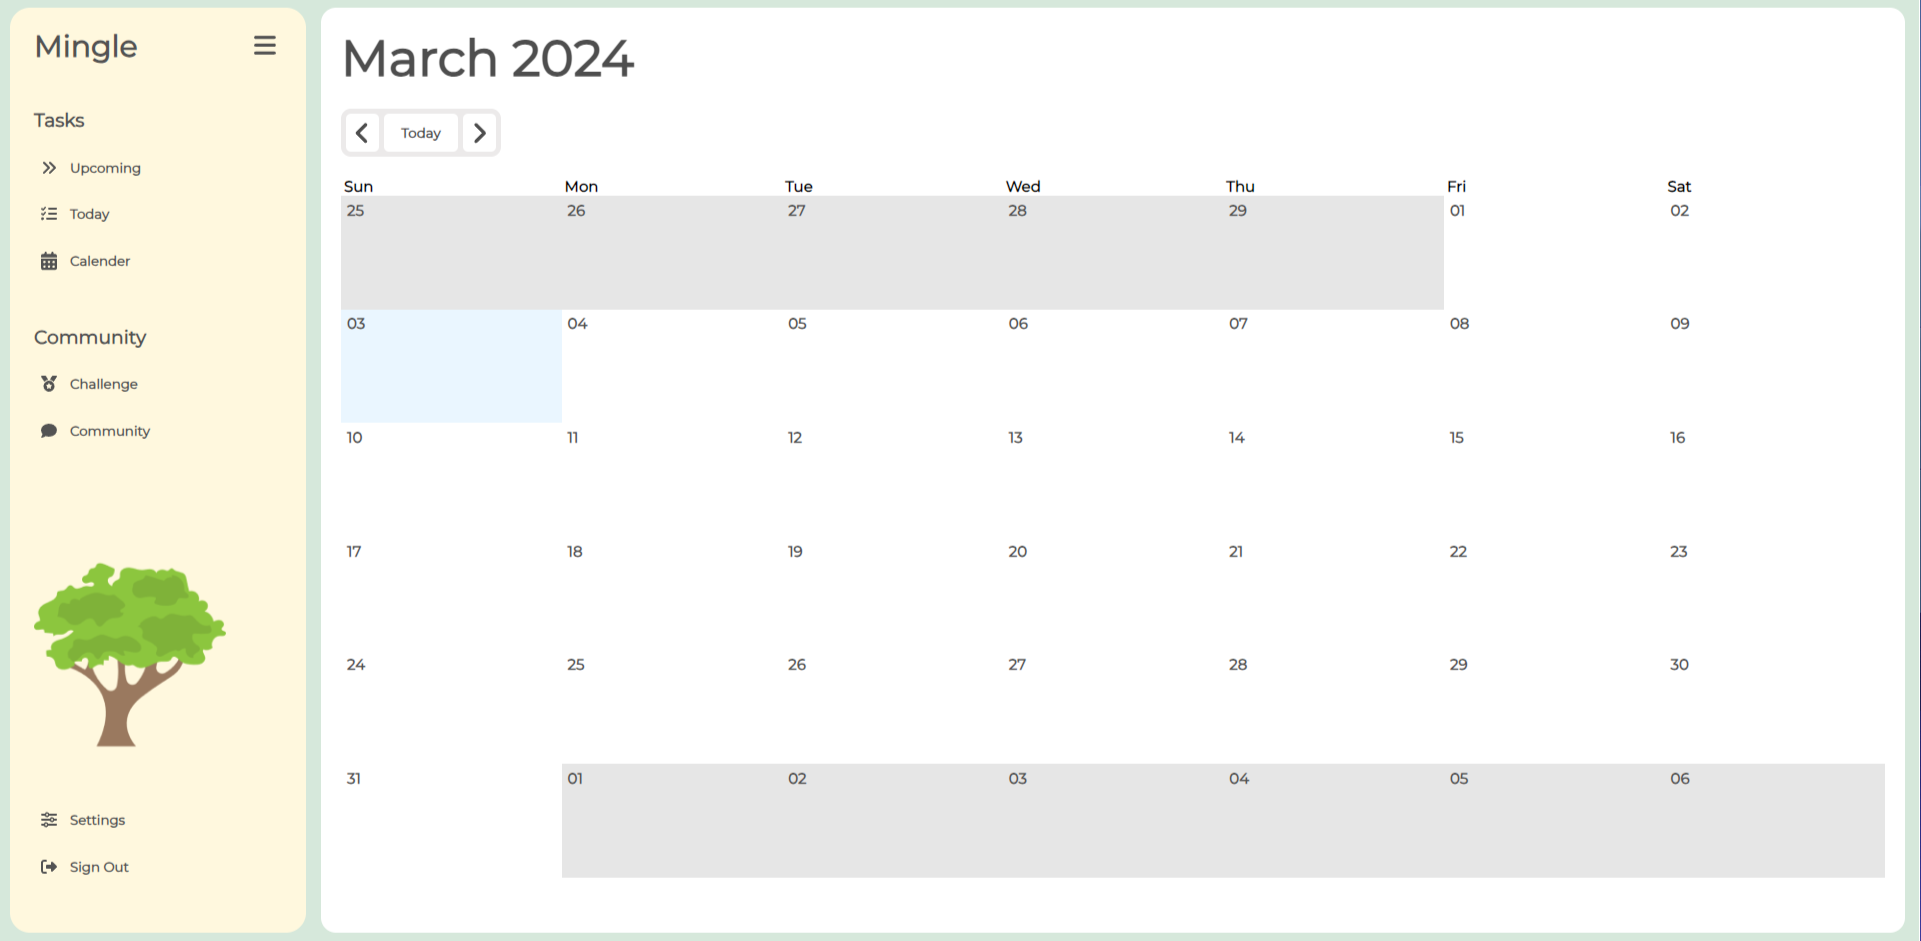 Mingle
Tasks
Upcoming
Today
Calender
Community
Challenge
Community
Settings
Sign Out
March 2024
Today
Sun Mon Tue Wed Thu Fri Sat
25 26 27 28 29 01 02
03 04 05 06 07 08 09
10 11 12 13 14 15 16
17 18 19 20 21 22 23
24 25 26 27 28 29 30
31 01 02 03 04 05 06